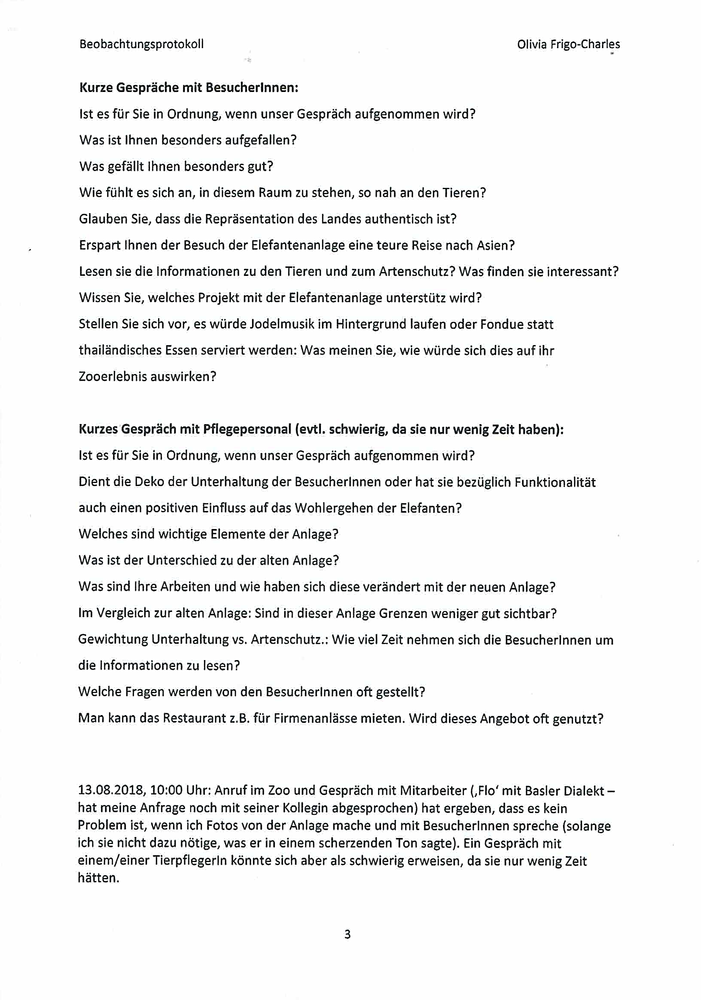 Beobachtungsprotokoll
Olivia Frigo-Charles
Kurze Gespräche mit BesucherInnen:
Ist es für Sie in Ordnung, wenn unser Gespräch aufgenommen wird?
Was ist Ihnen besonders aufgefallen?
Was gefällt Ihnen besonders gut?
Wie fühlt es sich an, in diesem Raum zu stehen, so nah an den Tieren?
Glauben Sie, dass die Repräsentation des Landes authentisch ist?
Erspart Ihnen der Besuch der Elefantenanlage eine teure Reise nach Asien?
Lesen sie die Informationen zu den Tieren und zum Artenschutz? Was finden sie interessant?
Wissen Sie, welches Projekt mit der Elefantenanlage unterstütz wird?
Stellen Sie sich vor, es würde Jodelmusik im Hintergrund laufen oder Fondue statt
thailändisches Essen serviert werden: Was meinen Sie, wie würde sich dies auf ihr
Zooerlebnis auswirken?
Kurzes Gespräch mit Pflegepersonal (evtl. schwierig, da sie nur wenig Zeit haben):
Ist es für Sie in Ordnung, wenn unser Gespräch aufgenommen wird?
Dient die Deko der Unterhaltung der BesucherInnen oder hat sie bezüglich Funktionalität
auch einen positiven Einfluss auf das Wohlergehen der Elefanten?
Welches sind wichtige Elemente der Anlage?
Was ist der Unterschied zu der alten Anlage?
Was sind Ihre Arbeiten und wie haben sich diese verändert mit der neuen Anlage?
Im Vergleich zur alten Anlage: Sind in dieser Anlage Grenzen weniger gut sichtbar?
Gewichtung Unterhaltung vs. Artenschutz.: Wie viel Zeit nehmen sich die BesucherInnen um
die Informationen zu lesen?
Welche Fragen werden von den BesucherInnen oft gestellt?
Man kann das Restaurant z.B. für Firmenanlässe mieten. Wird dieses Angebot oft genutzt?
13.08.2018, 10:00 Uhr: Anruf im Zoo und Gespräch mit Mitarbeiter (‚Flo‘ mit Basler Dialekt –
hat meine Anfrage noch mit seiner Kollegin abgesprochen) hat ergeben, dass es kein
Problem ist, wenn ich Fotos von der Anlage mache und mit BesucherInnen spreche (solange
ich sie nicht dazu nötige, was er in einem scherzenden Ton sagte). Ein Gespräch mit
einem/einer TierpflegerIn könnte sich aber als schwierig erweisen, da sie nur wenig Zeit
hätten.
3